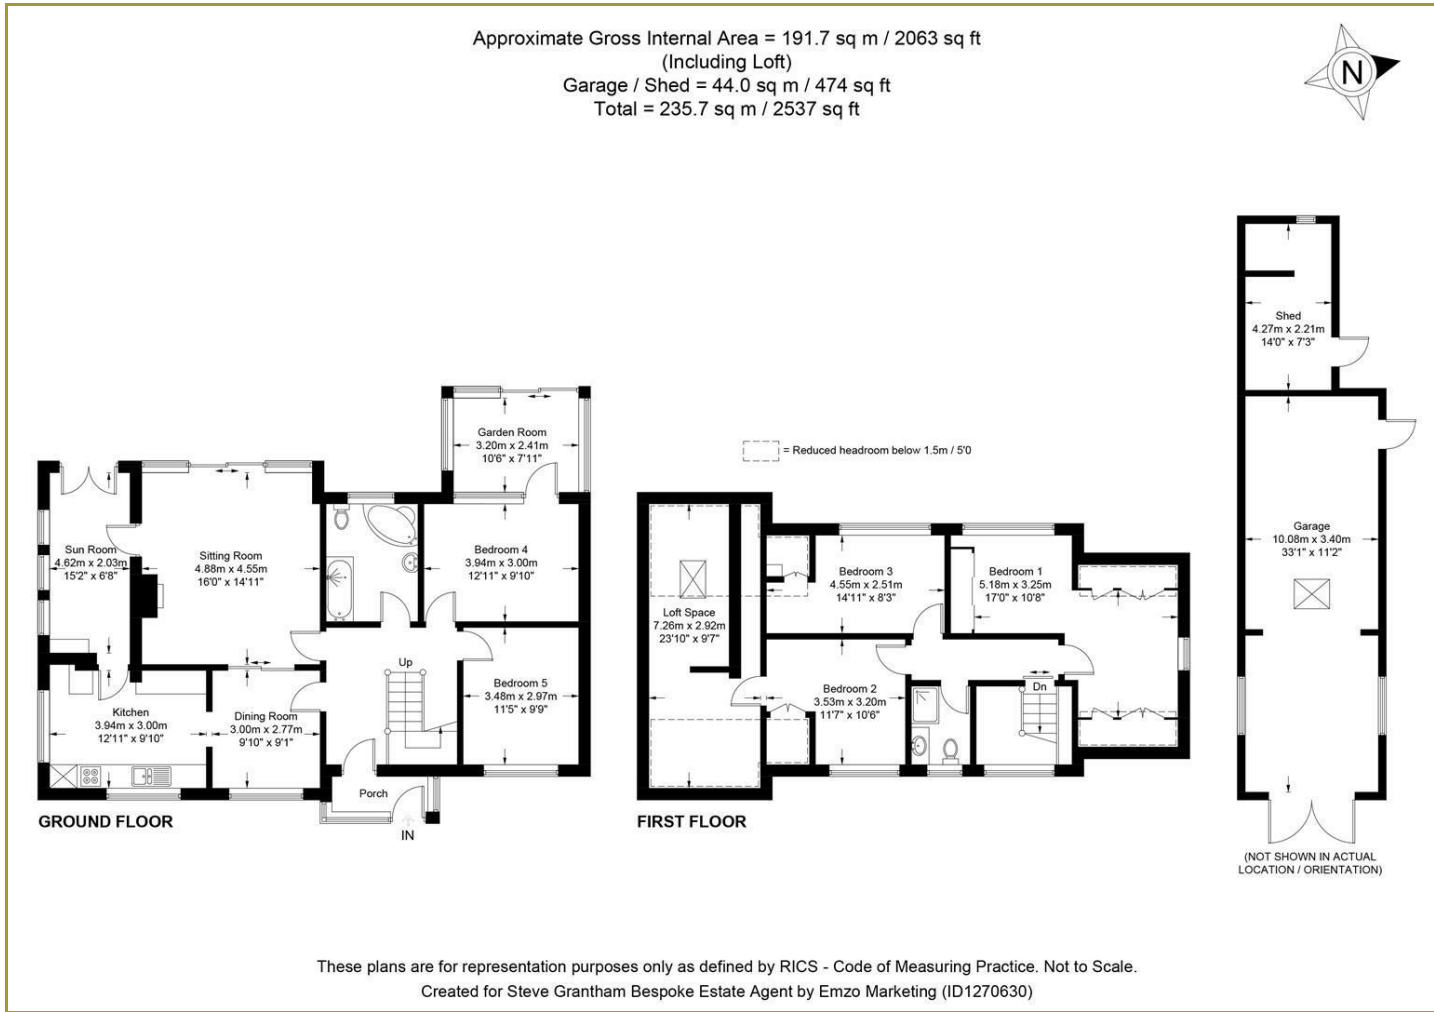 Approximate Gross Internal Area = 191.7 sq m / 2063 sq ft
(Including Loft)
Garage / Shed = 44.0 sq m / 474 sq ft
Total = 235.7 sq m / 2537 sq ft
N
Shed
4.27m x 2.21m
14'0" x 7'3"
Garden Room
3.20m x 2.41m
10'6" x 7'11"
= Reduced headroom below 1.5m / 5'0
Sun Room
4.62m x 2.03m
15'2" x 6'8"
Sitting Room
4.88m x 4.55m
16'0" x 14'11"
Bedroom 4
3.94m x 3.00m
12'11" x 9'10"
Up
Bedroom 5
3.48m x 2.97m
11'5" x 9'9"
Kitchen
3.94m x 3.00m
12'11" x 9'10"
Dining Room
3.00m x 2.77m
9'10" x 9'1"
Porch
IN
GROUND FLOOR
Loft Space
7.26m x 2.92m
23'10" x 9'7"
Bedroom 3
4.55m x 2.51m
14'11" x 8'3"
Bedroom 1
5.18m x 3.25m
17'0" x 10'8"
Bedroom 2
3.53m x 3.20m
11'7" x 10'6"
Dn
FIRST FLOOR
Garage
10.08m x 3.40m
33'1" x 11'2"
(NOT SHOWN IN ACTUAL
LOCATION / ORIENTATION)
These plans are for representation purposes only as defined by RICS - Code of Measuring Practice. Not to Scale.
Created for Steve Grantham Bespoke Estate Agent by Emzo Marketing (ID1270630)